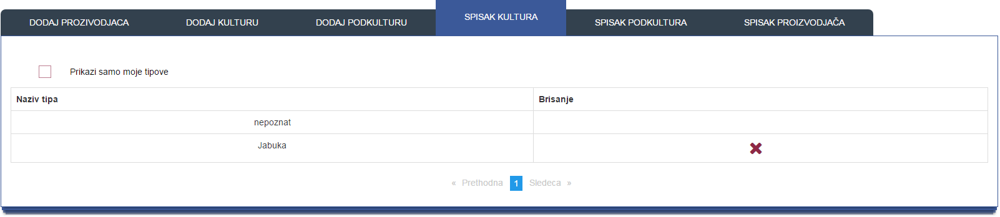 DODAJ PROZIVODJACA DODAJ KULTURU DODAJ PODKULTURU SPISAK KULTURA SPISAK PODKULTURA SPISAK PROIZVODJAČA
Prikazi samo moje tipove
Naziv tipa Brisanje
nepoznat
Jabuka
« Prethodna 1 Sledeca »